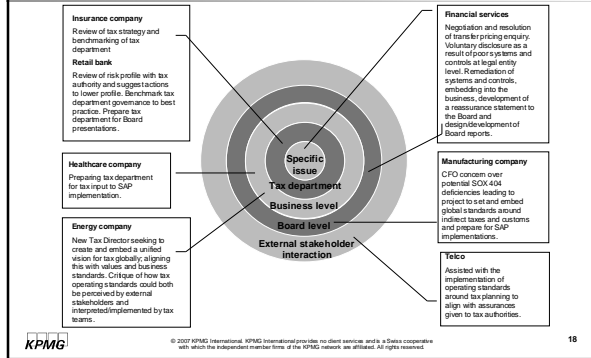 Insurance company
Review of tax strategy and
benchmarking of tax
department
Retail bank
Review of risk profile with tax
authority and suggest actions
to lower profile. Benchmark tax
department governance to best
practice. Prepare tax
department for Board
presentations.
Healthcare company
Preparing tax department
for tax input to SAP
implementation.
Energy company
New Tax Director seeking to
create and embed a unified
vision for tax globally; aligning
this with values and business
standards. Critique of how tax
operating standards could both
be perceived by external
stakeholders and
interpreted/implemented by tax
teams.
Specific
issue
Tax department
Business level
Board level
External stakeholder
interaction
Financial services
Negotiation and resolution
of transfer pricing enquiry.
Voluntary disclosure as a
result of poor systems and
controls at legal entity
level. Remediation of
systems and controls,
embedding into the
business, development of
a reassurance statement to
the Board and
design/development of
Board reports.
Manufacturing company
CFO concern over
potential SOX 404
deficiencies leading to
project to set and embed
global standards around
indirect taxes and customs
and prepare for SAP
implementations.
Telco
Assisted with the
implementation of
operating standards
around tax planning to
align with assurances
given to tax authorities.
KPMG
© 2007 KPMG International. KPMG International provides no client services and is a Swiss cooperative
with which the independent member firms of the KPMG network are affiliated. All rights reserved.
18